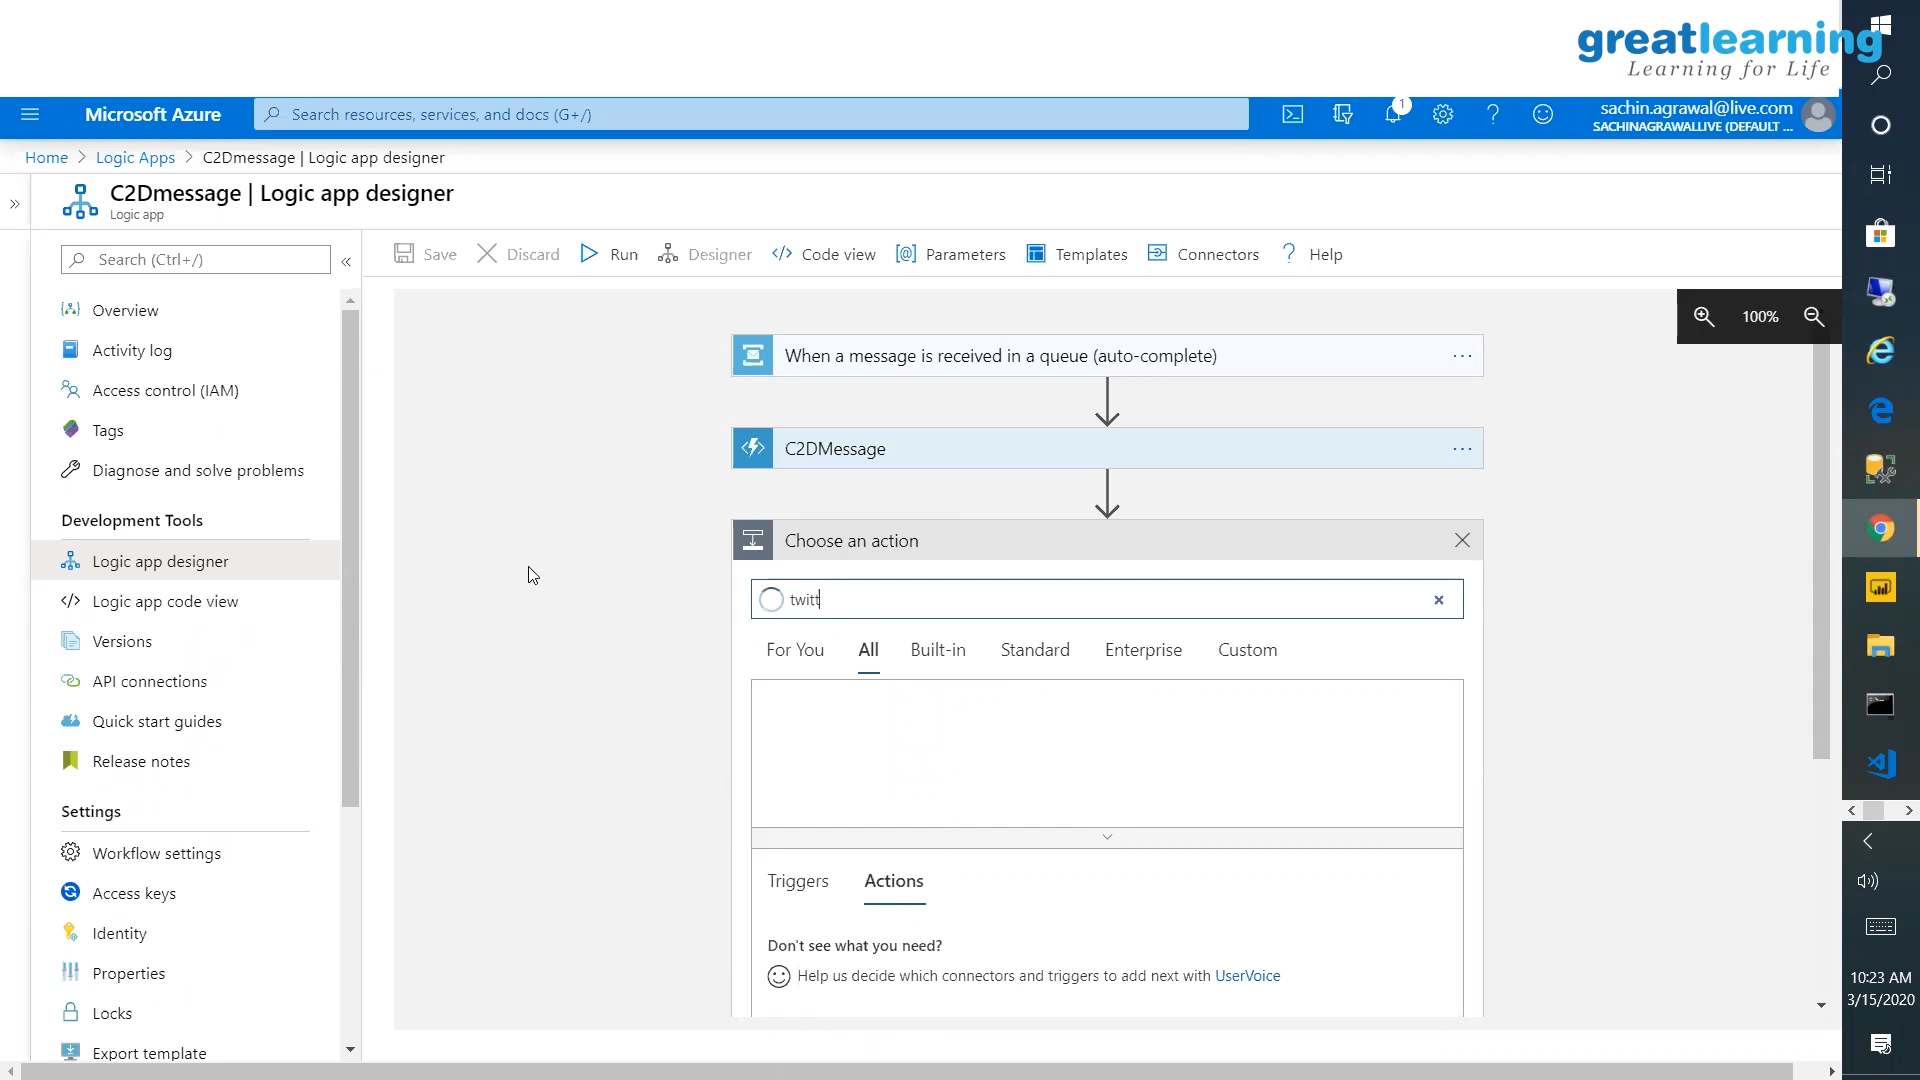 greatlearning
Learning for Life
Microsoft Azure
Search resources, services, and docs (G+/)
1
sachin.agrawal@live.com
SACHINAGRAWALLIVE (DEFAULT ...
Home > Logic Apps > C2Dmessage | Logic app designer
C2Dmessage | Logic app designer
Logic app
Search (Ctrl+/)
Save
Discard
Run
Designer
Code view
Parameters
Templates
Connectors
Help
Overview
Activity log
Access control (IAM)
Tags
Diagnose and solve problems
Development Tools
Logic app designer
Logic app code view
Versions
API connections
Quick start guides
Release notes
Settings
Workflow settings
Access keys
Identity
Properties
Locks
Export template
100%
When a message is received in a queue (auto-complete)
C2DMessage
Choose an action
twitt
For You
All
Built-in
Standard
Enterprise
Custom
Triggers
Actions
Don't see what you need?
Help us decide which connectors and triggers to add next with UserVoice
10:23 AM
3/15/2020